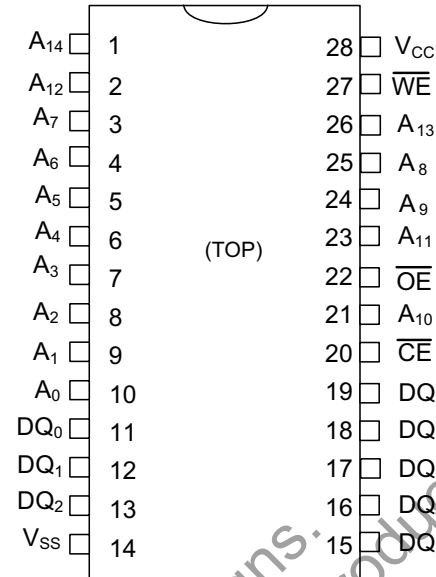 A14 1 28 VCC
A12 2 27 WE
A7 3 26 A13
A6 4 25 A8
A5 5 24 A9
A4 6 23 A11
(TOP)
A3 7 22 OE
A2 8 21 A10
A1 9 20 CE
A0 10 19 DQ
DQ0 11 18 DQ
DQ1 12 17 DQ
DQ2 13 16 DQ
VSS 14 15 DQ